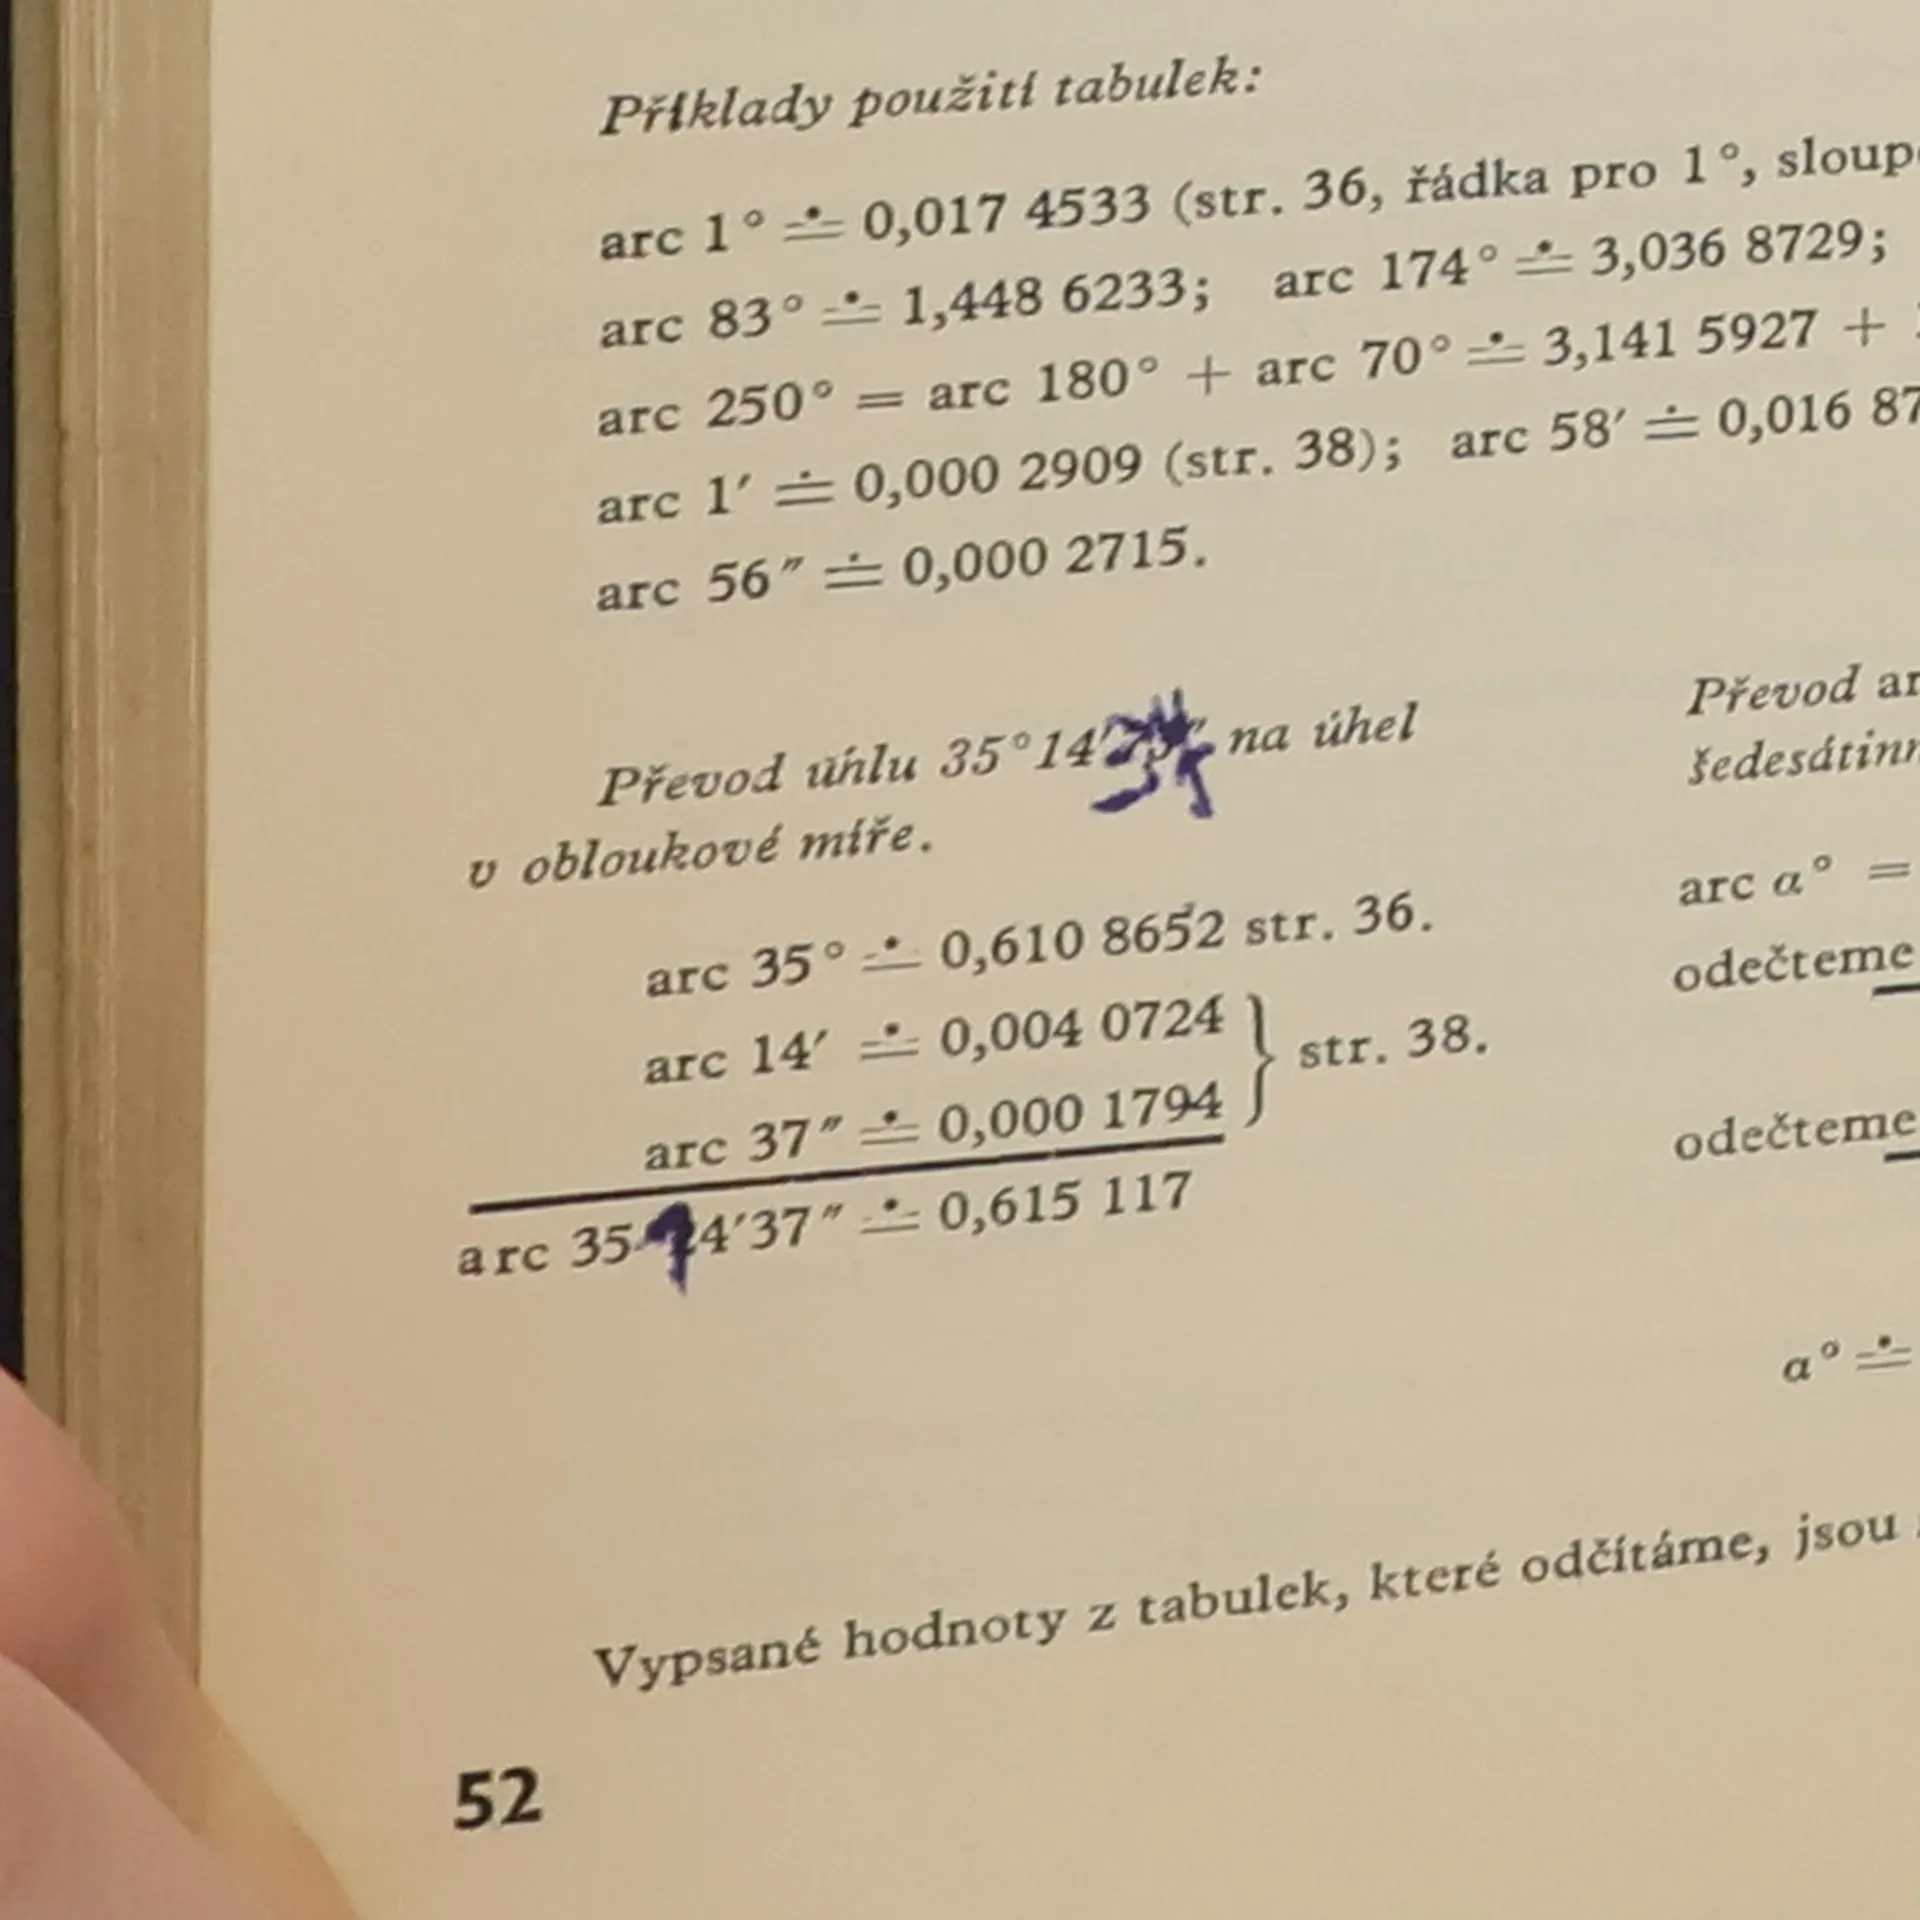 Příklady použití tabulek:
arc 1° ≐ 0,017 4533 (str. 36, řádka pro 1°,
arc 83° ≐ 1,448 6233; arc 174° ≐ 3,036 8729;
arc 250° = arc 180° + arc 70° ≐ 3,141 5927 +
arc 1′ ≐ 0,000 2909 (str. 38); arc 58′ ≐ 0,016 87
arc 56″ ≐ 0,000 2715.
Převod úhlu 35°14′ na úhel
v obloukové míře.
arc 35° ≐ 0,610 8652 str. 36.
arc 14′ ≐ 0,004 0724
arc 37″ ≐ 0,000 1794
} str. 38.
arc 35 14′37″ ≐ 0,615 117
Převod
šedesátinn
arc α° =
odečteme
odečteme
α° ≐
Vypsané hodnoty z tabulek, které odčítáme, jsou
52